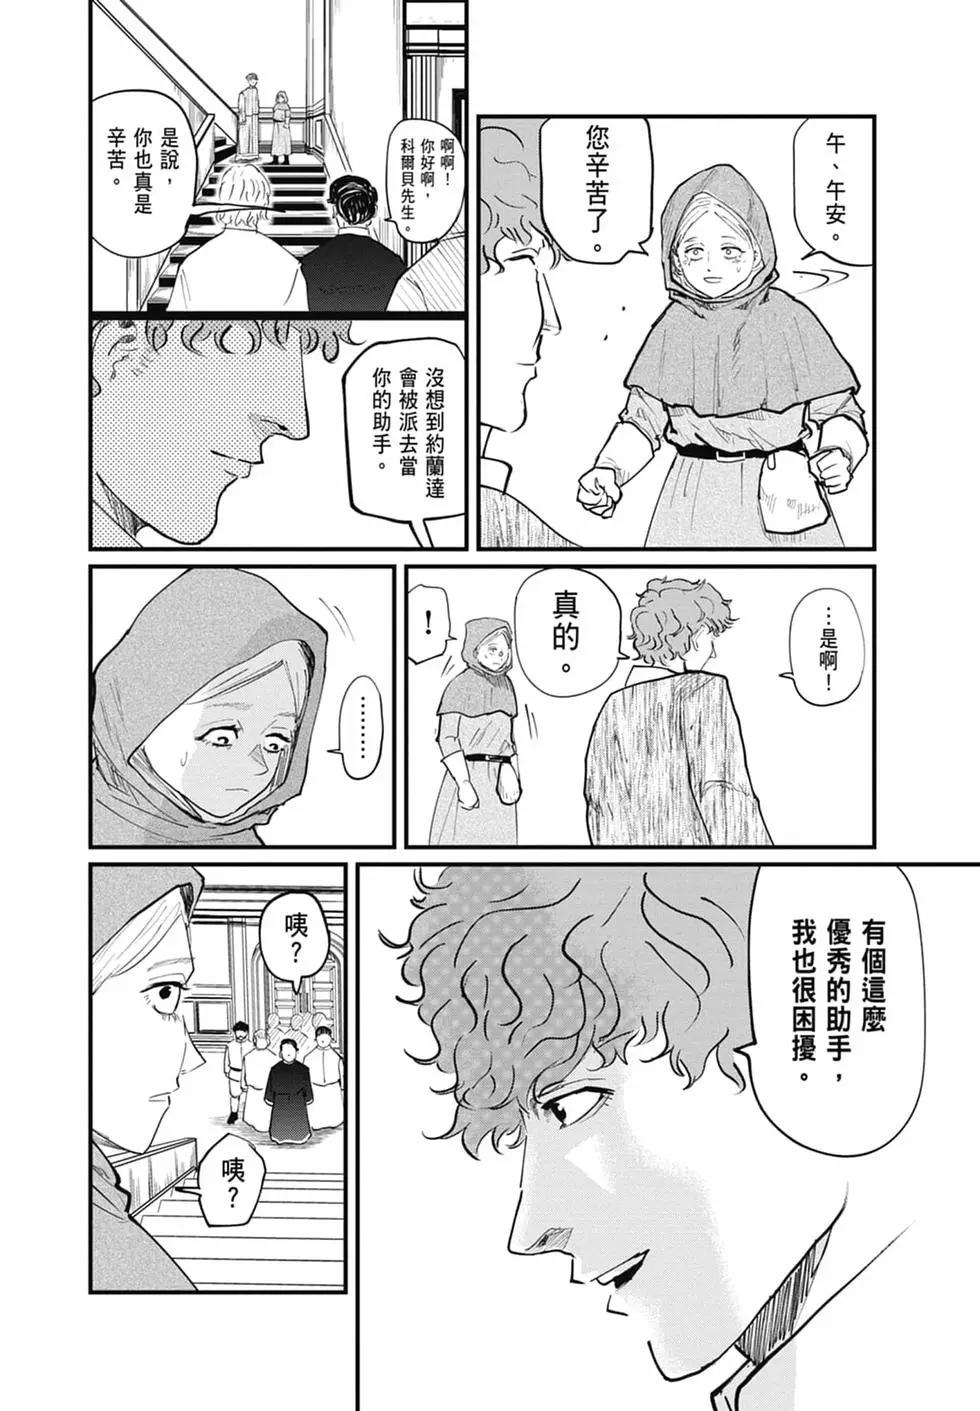 午、午安。
您辛苦了。
啊啊！
你好啊，
科爾貝先生。
是說，
你也真是
辛苦。
沒想到約蘭達
會被派去當
你的助手。
…是啊！
真的。
！
………
有個這麼
優秀的助手，
我也很困擾。
咦？
咦？